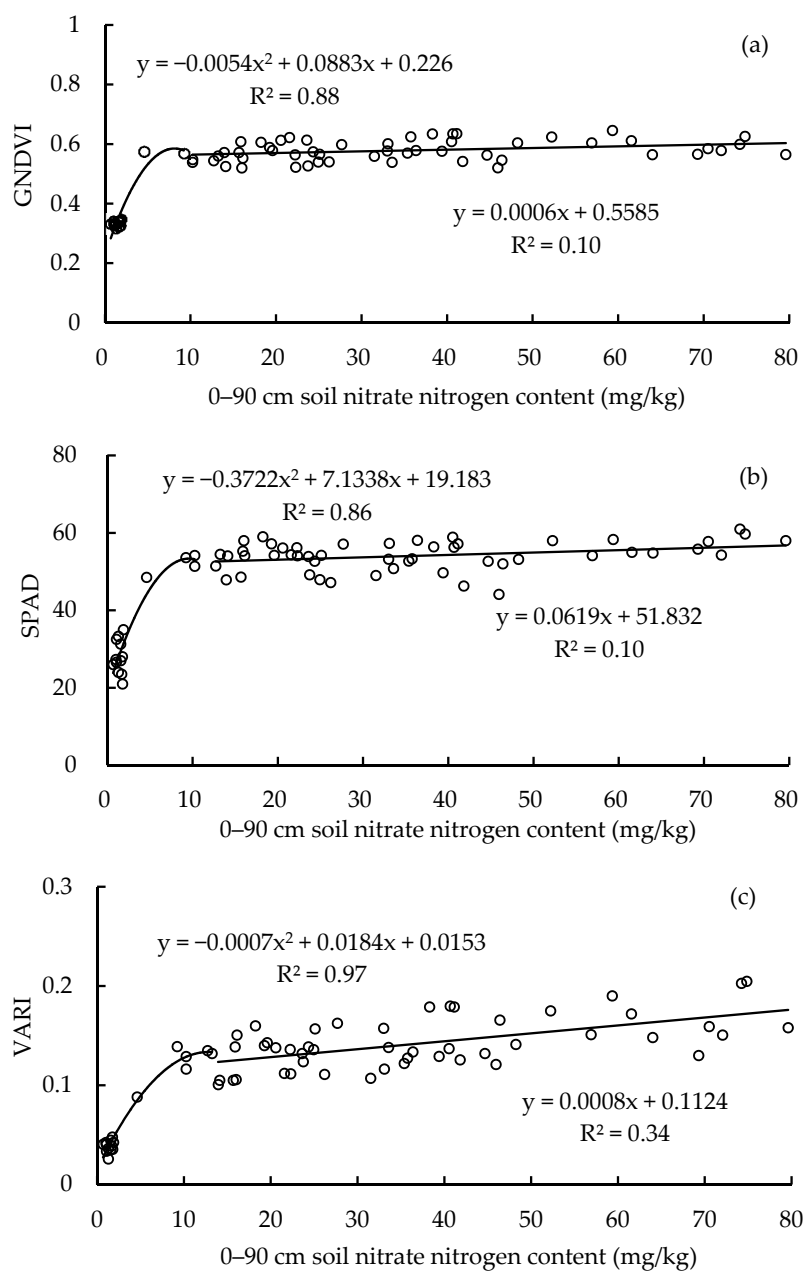 (a)
y = −0.0054x² + 0.0883x + 0.226
R² = 0.88
y = 0.0006x + 0.5585
R² = 0.10
GNDVI
1
0.8
0.6
0.4
0.2
0
0 10 20 30 40 50 60 70 80
0–90 cm soil nitrate nitrogen content (mg/kg)
(b)
y = −0.3722x² + 7.1338x + 19.183
R² = 0.86
y = 0.0619x + 51.832
R² = 0.10
SPAD
80
60
40
20
0
0 10 20 30 40 50 60 70 80
0–90 cm soil nitrate nitrogen content (mg/kg)
(c)
y = −0.0007x² + 0.0184x + 0.0153
R² = 0.97
y = 0.0008x + 0.1124
R² = 0.34
VARI
0.3
0.2
0.1
0
0 10 20 30 40 50 60 70 80
0–90 cm soil nitrate nitrogen content (mg/kg)